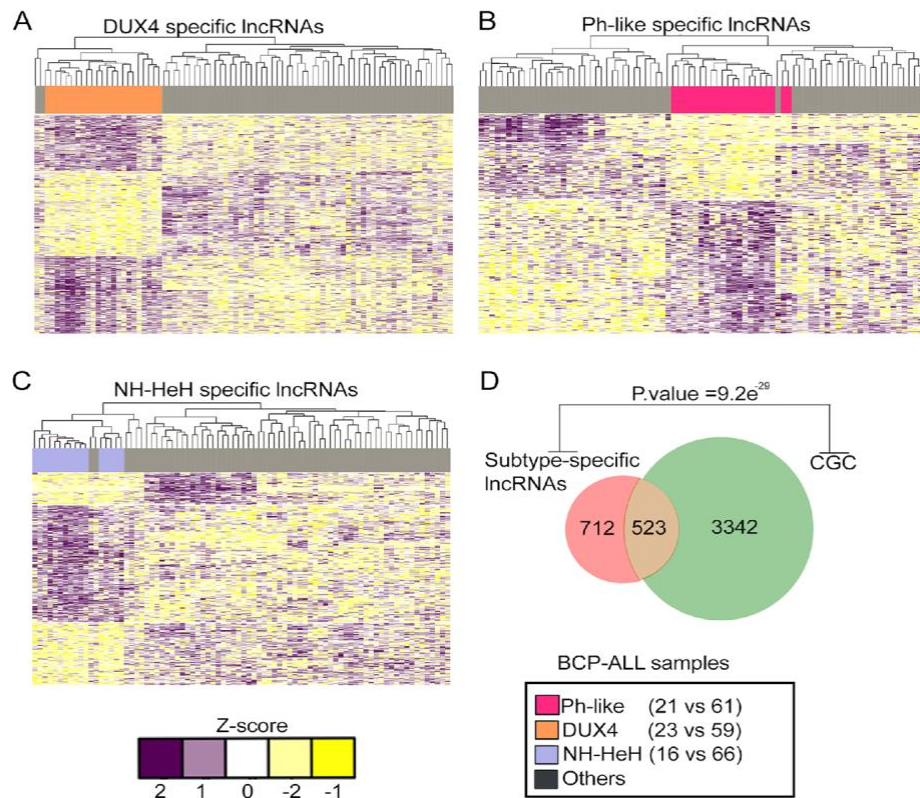 A
DUX4 specific lncRNAs
B
Ph-like specific lncRNAs
C
NH-HeH specific lncRNAs
D
P.value =9.2e-29
Subtype-specific
lncRNAs
CGC
712 523 3342
BCP-ALL samples
Ph-like (21 vs 61)
DUX4 (23 vs 59)
NH-HeH (16 vs 66)
Others
Z-score
2 1 0 -2 -1